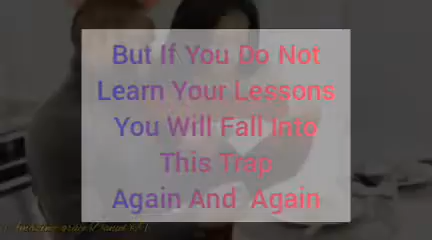 But If You Do Not
Learn Your Lessons
You Will Fall Into
This Trap
Again And Again